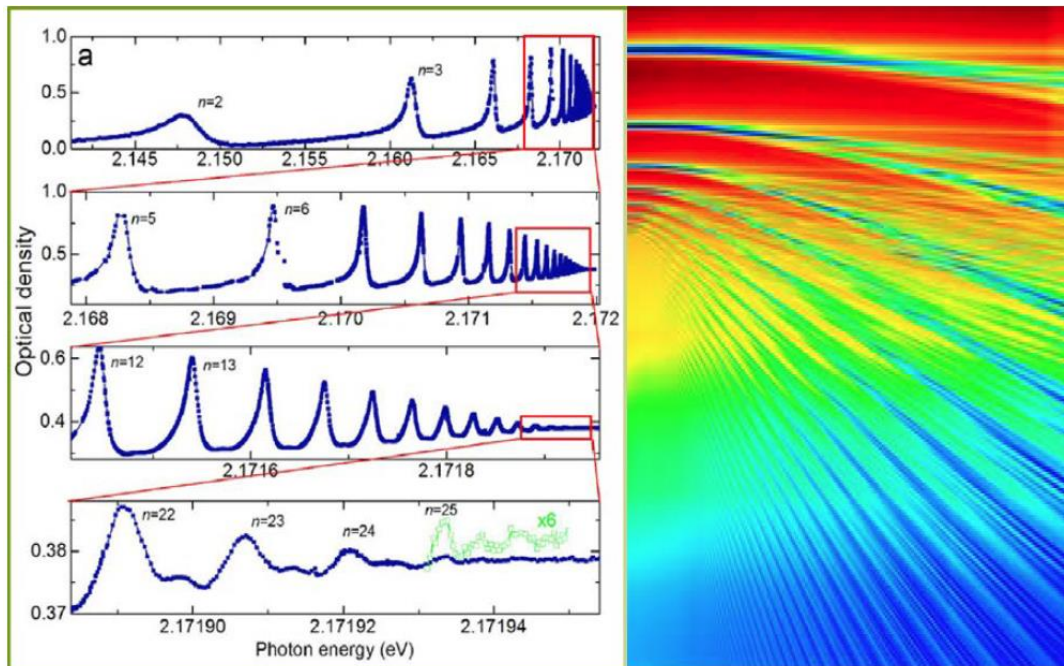 a
1.0
0.5
0.0
n=2
n=3
2.145
2.150
2.155
2.160
2.165
2.170
1.0
0.5
n=5
n=6
2.168
2.169
2.170
2.171
2.172
Optical density
0.6
0.4
n=12
n=13
2.1716
2.1718
0.38
0.37
n=22
n=23
n=24
n=25
x6
2.17190
2.17192
2.17194
Photon energy (eV)